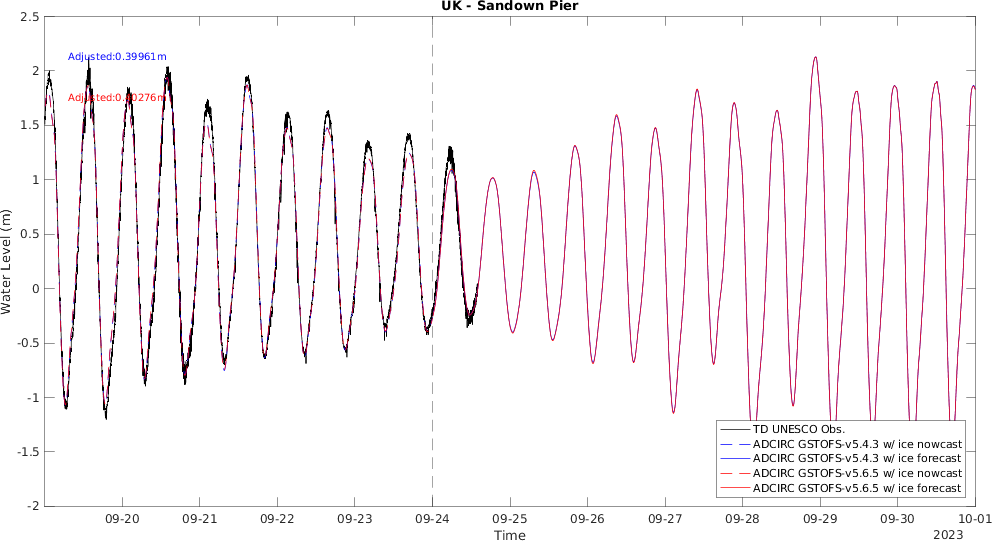 UK - Sandown Pier
2.5
2
1.5
1
0.5
0
-0.5
-1
-1.5
-2
Water Level (m)
Adjusted:0.39961m
Adjusted:0.40276m
TD UNESCO Obs.
ADCIRC GSTOFS-v5.4.3 w/ ice nowcast
ADCIRC GSTOFS-v5.4.3 w/ ice forecast
ADCIRC GSTOFS-v5.6.5 w/ ice nowcast
ADCIRC GSTOFS-v5.6.5 w/ ice forecast
09-20 09-21 09-22 09-23 09-24 09-25 09-26 09-27 09-28 09-29 09-30 10-01
Time
2023